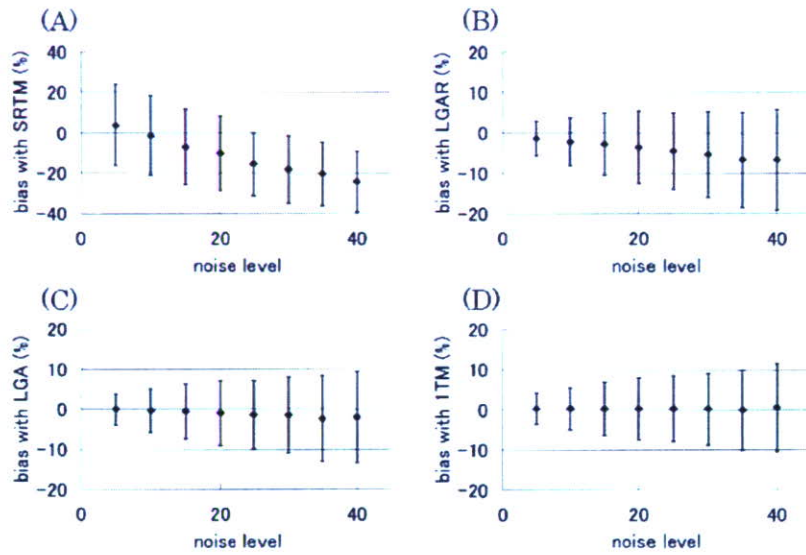 (A)
(B)
bias with SRTM (%)
40
20
0
-20
-40
0
20
40
noise level
bias with LGAR (%)
20
10
0
-10
-20
0
20
40
noise level
(C)
(D)
bias with LGA (%)
20
10
0
-10
-20
0
20
40
noise level
bias with 1TM (%)
20
10
0
-10
-20
0
20
40
noise level